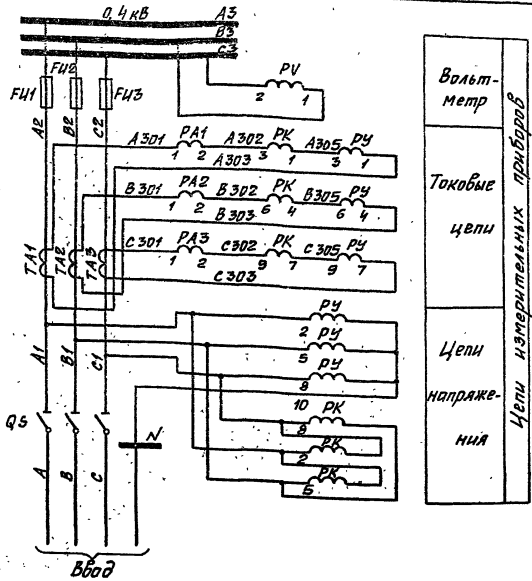 0,4кВ
A3
B3
C3
FU1
FU2
FU3
PV
2 1
A2
B2
C2
A301 PA1 A302 PK A305 PУ
1 2 3 1 3 1
A303
B301 PA2 B302 PK B305 PУ
1 2 6 4 6 4
B303
C301 PA3 C302 PK C305 PУ
1 2 9 7 9 7
C303
TA1
TA2
TA3
PУ
2
PУ
5
PУ
8
10
PK
8
PK
2
PK
5
A1
B1
C1
QS
N
A
B
C
Ввод
Вольт-
метр
Токовые
цепи
Цепи
напряже-
ния
Цепи измерительных приборов